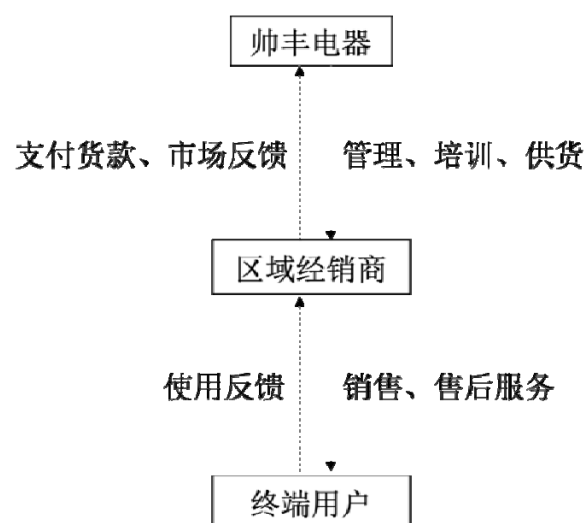 帅丰电器
支付货款、市场反馈 管理、培训、供货
区域经销商
使用反馈 销售、售后服务
终端用户